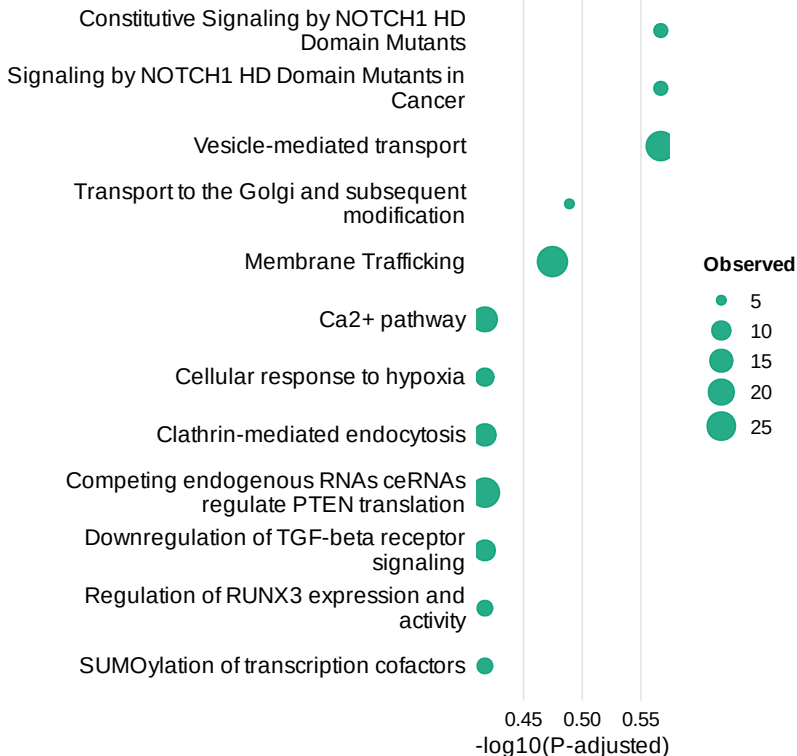 Constitutive Signaling by NOTCH1 HD
Domain Mutants
Signaling by NOTCH1 HD Domain Mutants in
Cancer
Vesicle-mediated transport
Transport to the Golgi and subsequent
modification
Membrane Trafficking
Ca2+ pathway
Cellular response to hypoxia
Clathrin-mediated endocytosis
Competing endogenous RNAs ceRNAs
regulate PTEN translation
Downregulation of TGF-beta receptor
signaling
Regulation of RUNX3 expression and
activity
SUMOylation of transcription cofactors
0.45 0.50 0.55
-log10(P-adjusted)
Observed
5
10
15
20
25